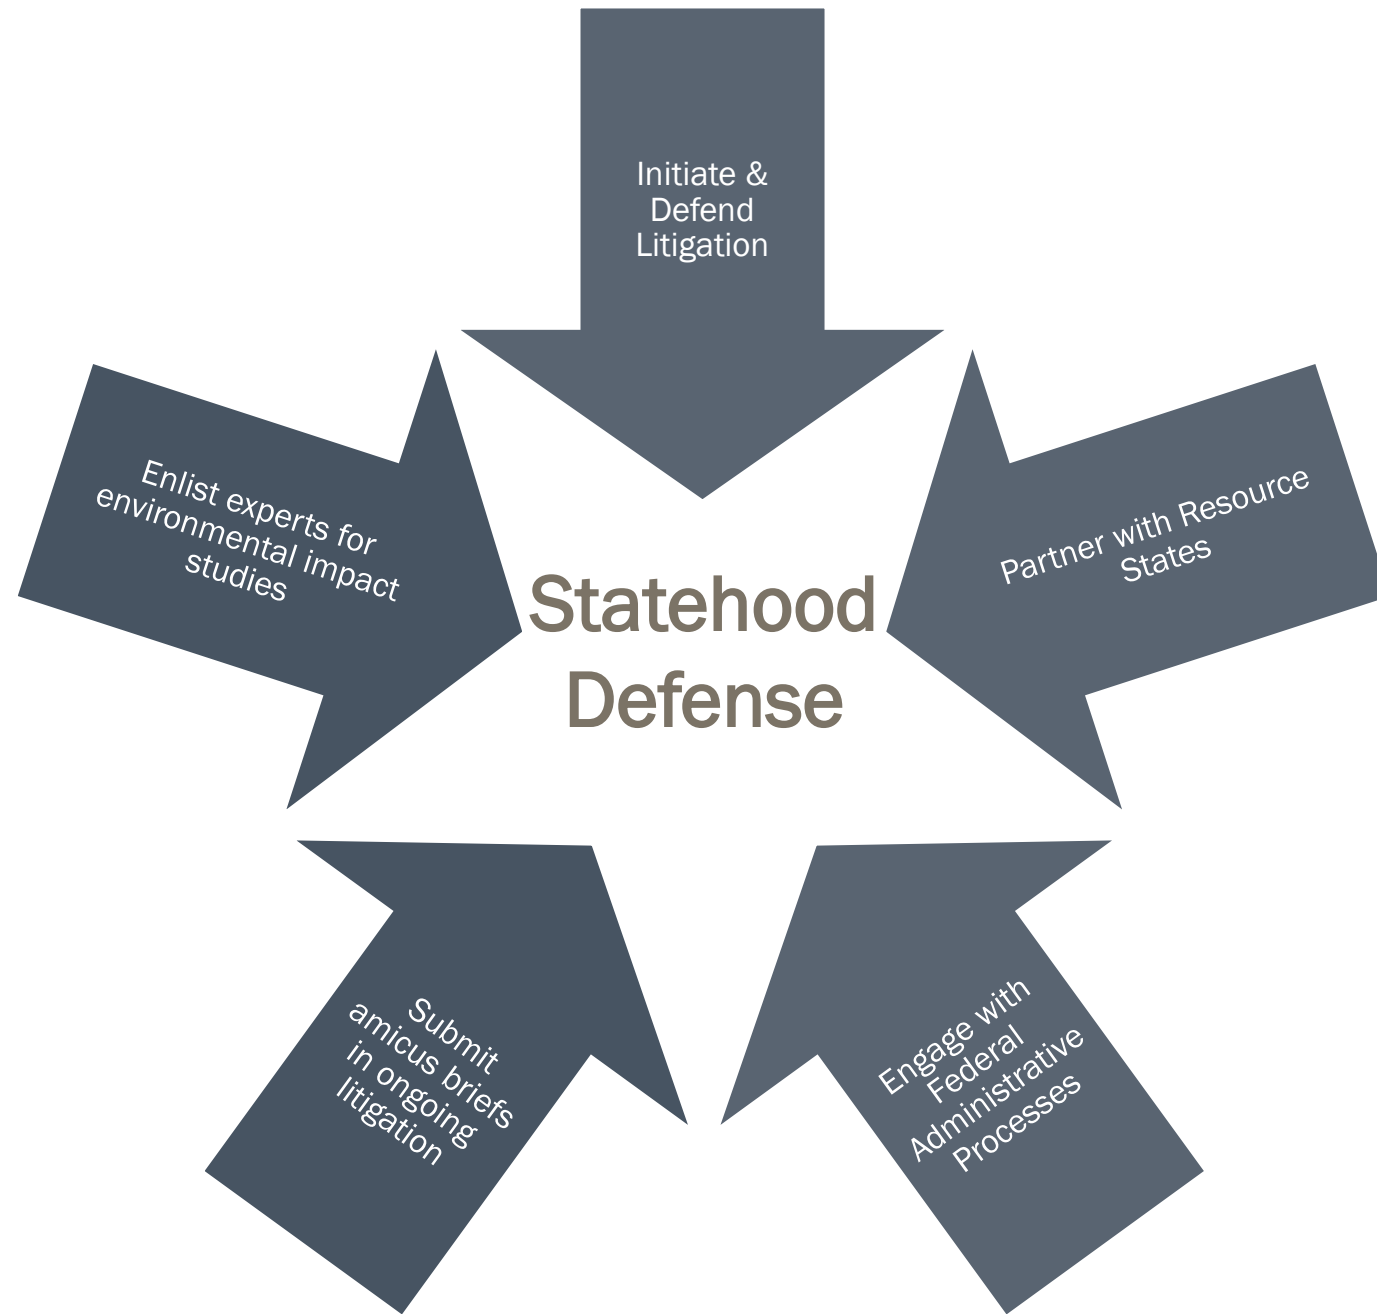 Initiate &
Defend
Litigation
Enlist experts for
environmental impact
studies
Partner with Resource
States
Statehood
Defense
Submit
amicus briefs
in ongoing
litigation
Engage with
Federal
Administrative
Processes